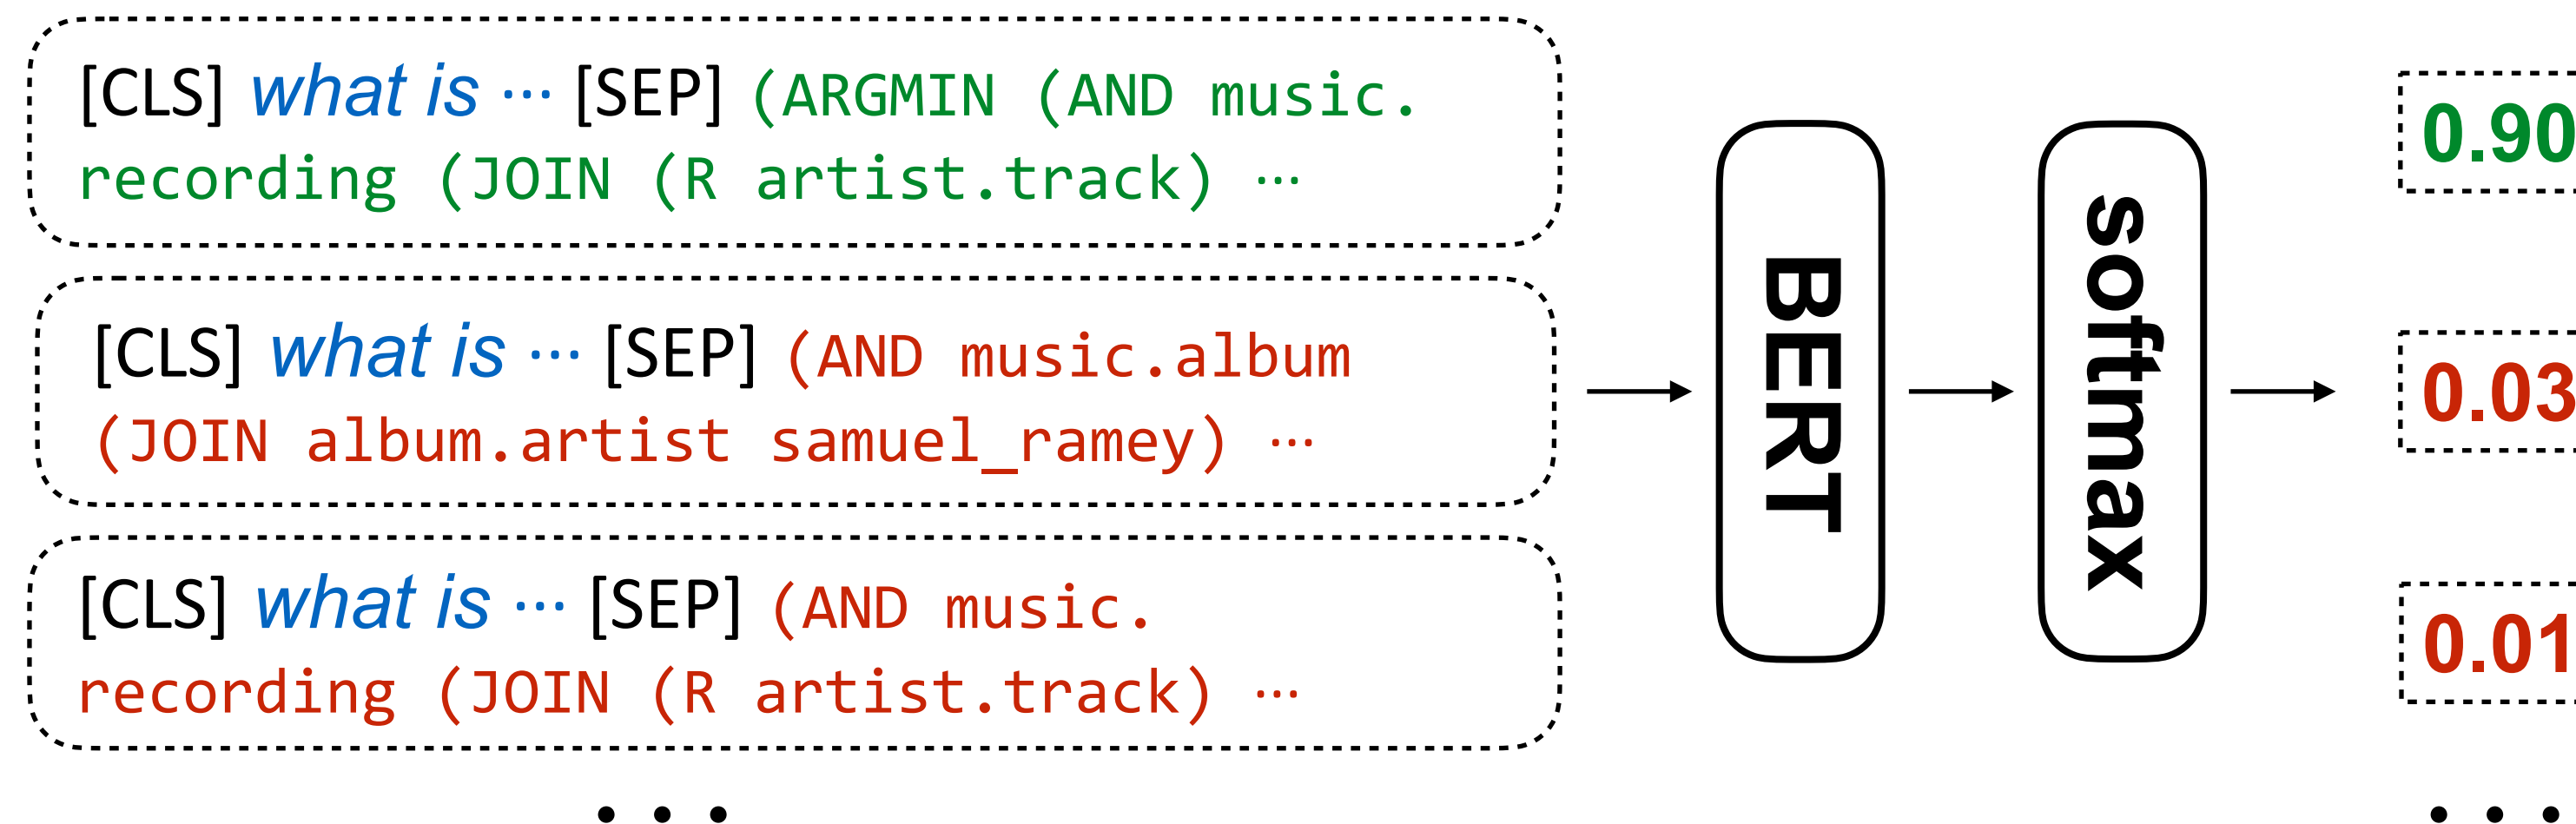 [CLS] what is ··· [SEP] (ARGMIN (AND music.
recording (JOIN (R artist.track) ···
[CLS] what is ··· [SEP] (AND music.album
(JOIN album.artist samuel_ramey) ···
[CLS] what is ··· [SEP] (AND music.
recording (JOIN (R artist.track) ···
• • •
BERT
softmax
0.90
0.03
0.01
• • •